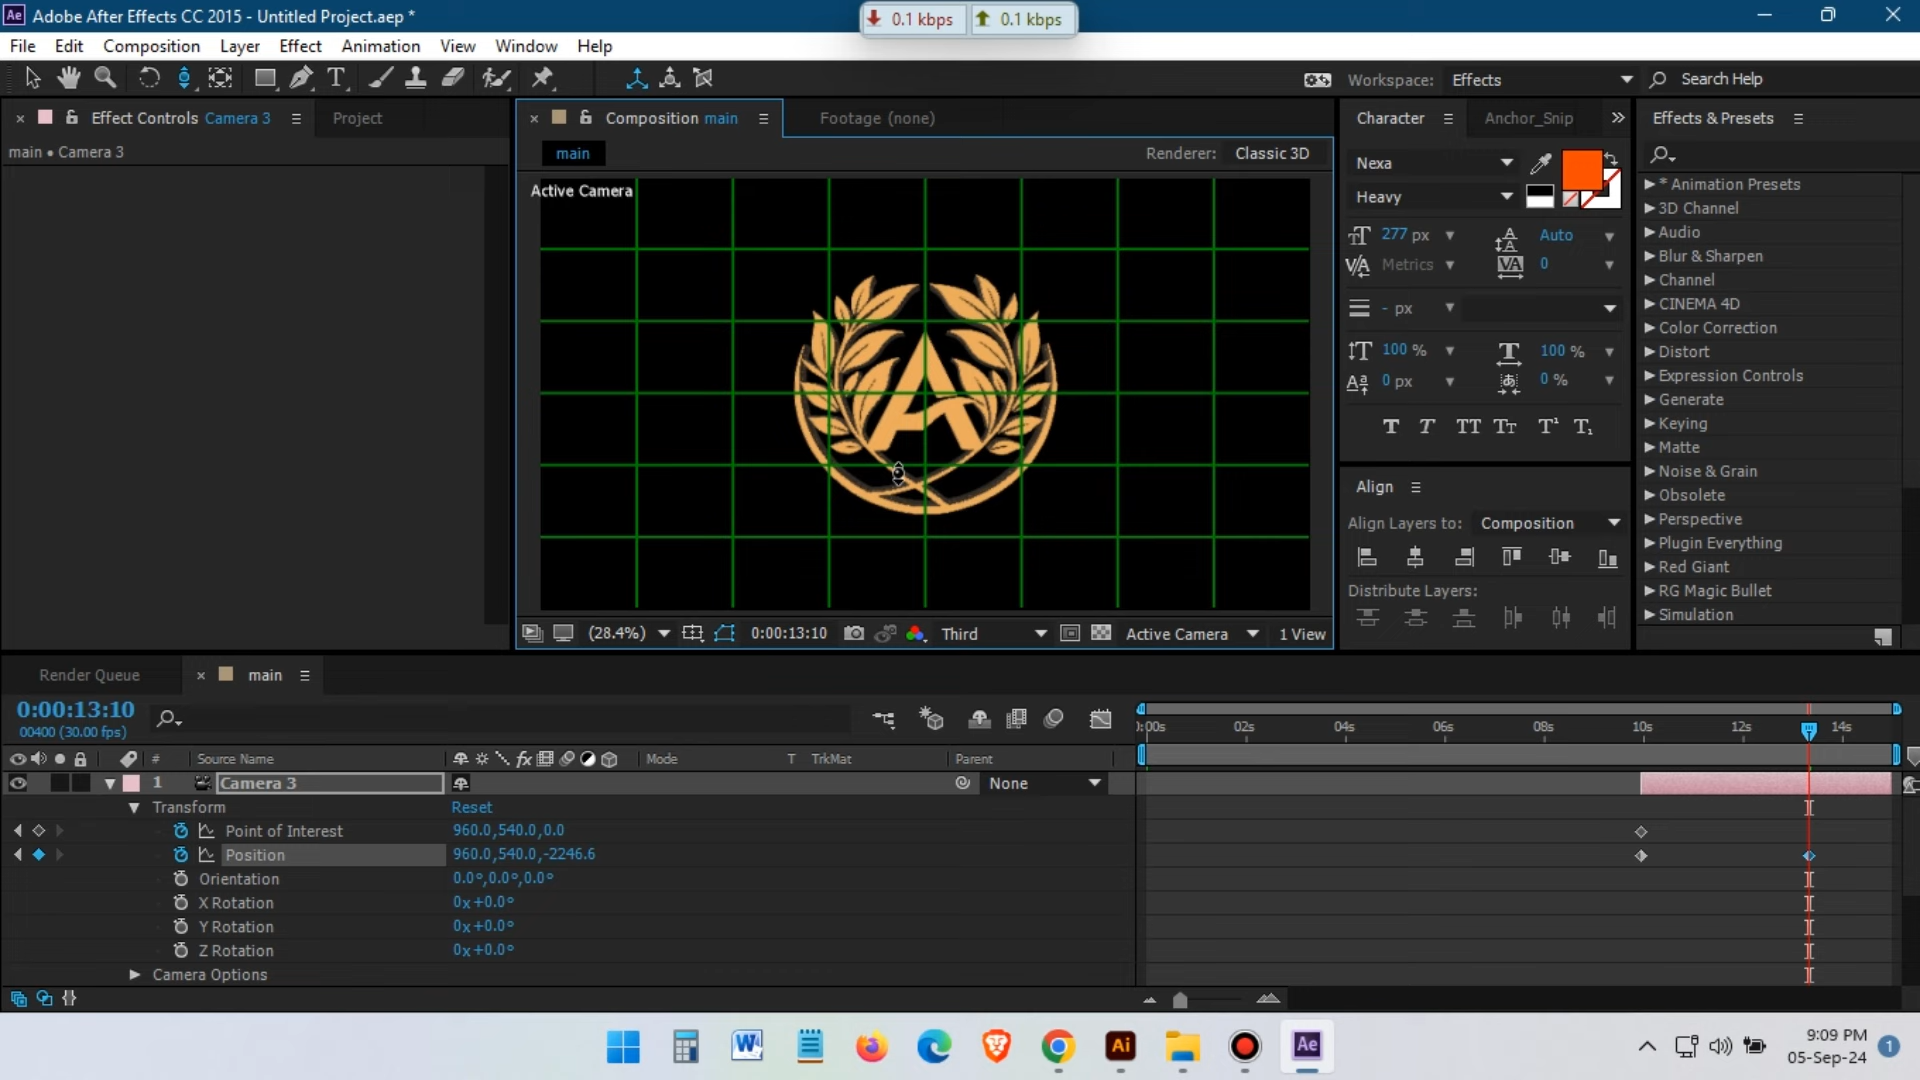 Adobe After Effects CC 2015 - Untitled Project.aep *
0.1 kbps 0.1 kbps
File Edit Composition Layer Effect Animation View Window Help
Workspace: Effects Search Help
Effect Controls Camera 3 Project
main • Camera 3
Composition main Footage (none)
main Renderer: Classic 3D
Active Camera
A
(28.4%) 0:00:13:10 Third Active Camera 1 View
Character Anchor_Snip
Nexa
Heavy
277 px Auto
Metrics 0
- px
100 % 100 %
0 px 0 %
T T TT Tт T¹ T₁
Align
Align Layers to: Composition
Distribute Layers:
Effects & Presets
* Animation Presets
3D Channel
Audio
Blur & Sharpen
Channel
CINEMA 4D
Color Correction
Distort
Expression Controls
Generate
Keying
Matte
Noise & Grain
Obsolete
Perspective
Plugin Everything
Red Giant
RG Magic Bullet
Simulation
Render Queue main
0:00:13:10
00400 (30.00 fps)
):00s 02s 04s 06s 08s 10s 12s 14s
# Source Name Mode T TrkMat Parent
1 Camera 3 None
Transform Reset
Point of Interest 960.0,540.0,0.0
Position 960.0,540.0,-2246.6
Orientation 0.0°,0.0°,0.0°
X Rotation 0x+0.0°
Y Rotation 0x+0.0°
Z Rotation 0x+0.0°
Camera Options
9:09 PM
05-Sep-24
1